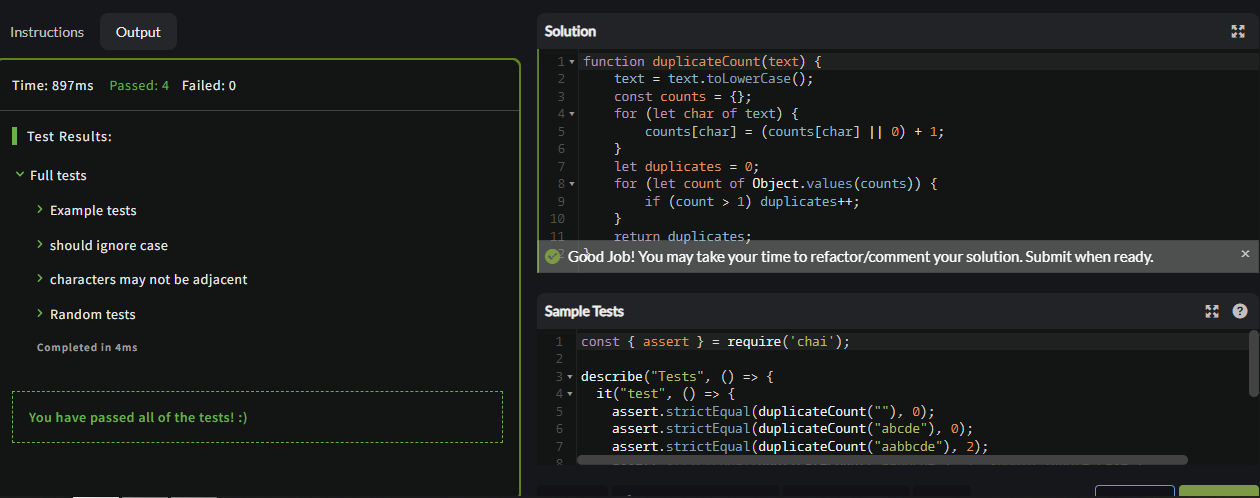 Instructions
Output
Time: 897ms Passed: 4 Failed: 0
Test Results:
Full tests
Example tests
should ignore case
characters may not be adjacent
Random tests
Completed in 4ms
You have passed all of the tests! :)
Solution
1 function duplicateCount(text) {
2 text = text.toLowerCase();
3 const counts = {};
4 for (let char of text) {
5 counts[char] = (counts[char] || 0) + 1;
6 }
7 let duplicates = 0;
8 for (let count of Object.values(counts)) {
9 if (count > 1) duplicates++;
10 }
11 return duplicates;
Good Job! You may take your time to refactor/comment your solution. Submit when ready.
Sample Tests
1 const { assert } = require('chai');
2
3 describe("Tests", () => {
4 it("test", () => {
5 assert.strictEqual(duplicateCount(""), 0);
6 assert.strictEqual(duplicateCount("abcde"), 0);
7 assert.strictEqual(duplicateCount("aabbcde"), 2);
8